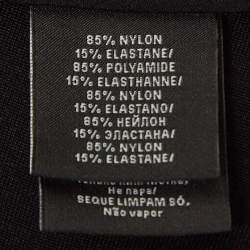 85% NYLON
15% ELASTANE/
85% POLYAMIDE
15% ELASTHANNE/
85% NYLON
15% ELASTANO/
85% НЕЙЛОН
15% ЭЛАСТАНА/
85% NYLON
15% ELASTANE/
Не пара/
SEQUE LIMPAM SÓ,
Não vapor